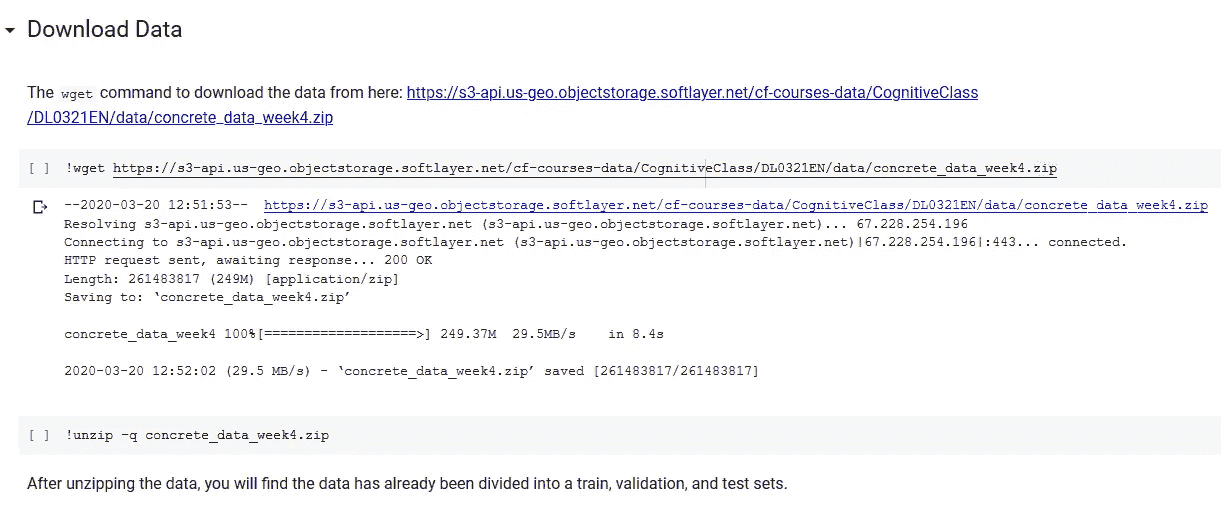 Download Data
The wget command to download the data from here: https://s3-api.us-geo.objectstorage.softlayer.net/cf-courses-data/CognitiveClass
/DL0321EN/data/concrete_data_week4.zip
[ ] !wget https://s3-api.us-geo.objectstorage.softlayer.net/cf-courses-data/CognitiveClass/DL0321EN/data/concrete_data_week4.zip
--2020-03-20 12:51:53-- https://s3-api.us-geo.objectstorage.softlayer.net/cf-courses-data/CognitiveClass/DL0321EN/data/concrete_data_week4.zip
Resolving s3-api.us-geo.objectstorage.softlayer.net (s3-api.us-geo.objectstorage.softlayer.net)... 67.228.254.196
Connecting to s3-api.us-geo.objectstorage.softlayer.net (s3-api.us-geo.objectstorage.softlayer.net)|67.228.254.196|:443... connected.
HTTP request sent, awaiting response... 200 OK
Length: 261483817 (249M) [application/zip]
Saving to: ‘concrete_data_week4.zip’
concrete_data_week4 100%[===================>] 249.37M 29.5MB/s in 8.4s
2020-03-20 12:52:02 (29.5 MB/s) - ‘concrete_data_week4.zip’ saved [261483817/261483817]
[ ] !unzip -q concrete_data_week4.zip
After unzipping the data, you will find the data has already been divided into a train, validation, and test sets.